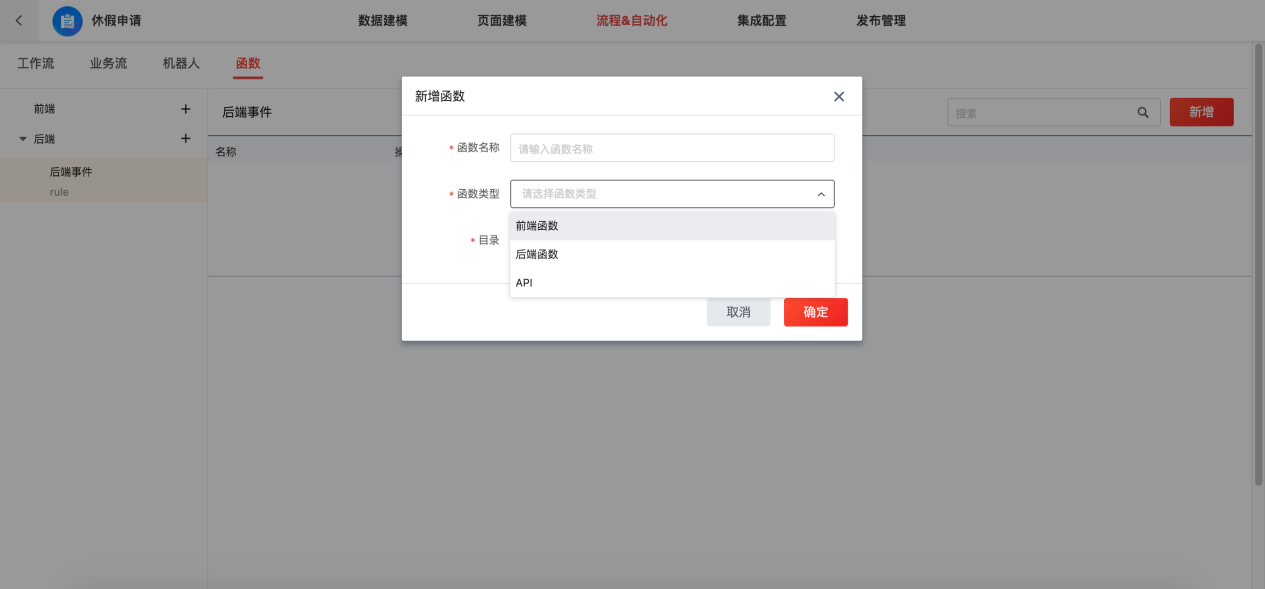 休假申请
数据建模
页面建模
流程&自动化
集成配置
发布管理
工作流
业务流
机器人
函数
前端
后端
后端事件
rule
后端事件
搜索
新增
名称
新增函数
* 函数名称
请输入函数名称
* 函数类型
请选择函数类型
前端函数
后端函数
API
* 目录
取消
确定